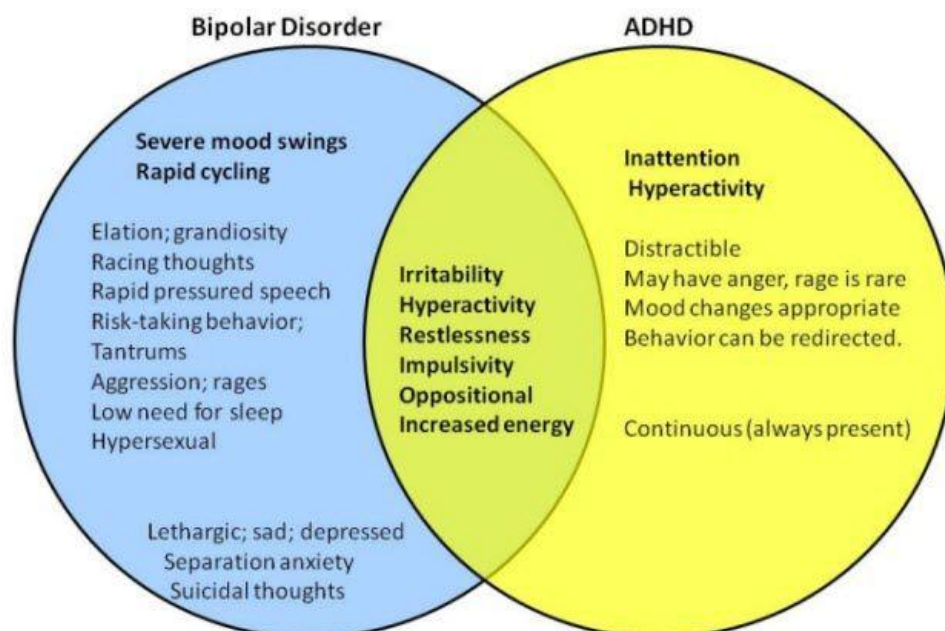 Bipolar Disorder
ADHD
Severe mood swings
Rapid cycling
Elation; grandiosity
Racing thoughts
Rapid pressured speech
Risk-taking behavior;
Tantrums
Aggression; rages
Low need for sleep
Hypersexual
Lethargic; sad; depressed
Separation anxiety
Suicidal thoughts
Irritability
Hyperactivity
Restlessness
Impulsivity
Oppositional
Increased energy
Inattention
Hyperactivity
Distractible
May have anger, rage is rare
Mood changes appropriate
Behavior can be redirected.
Continuous (always present)